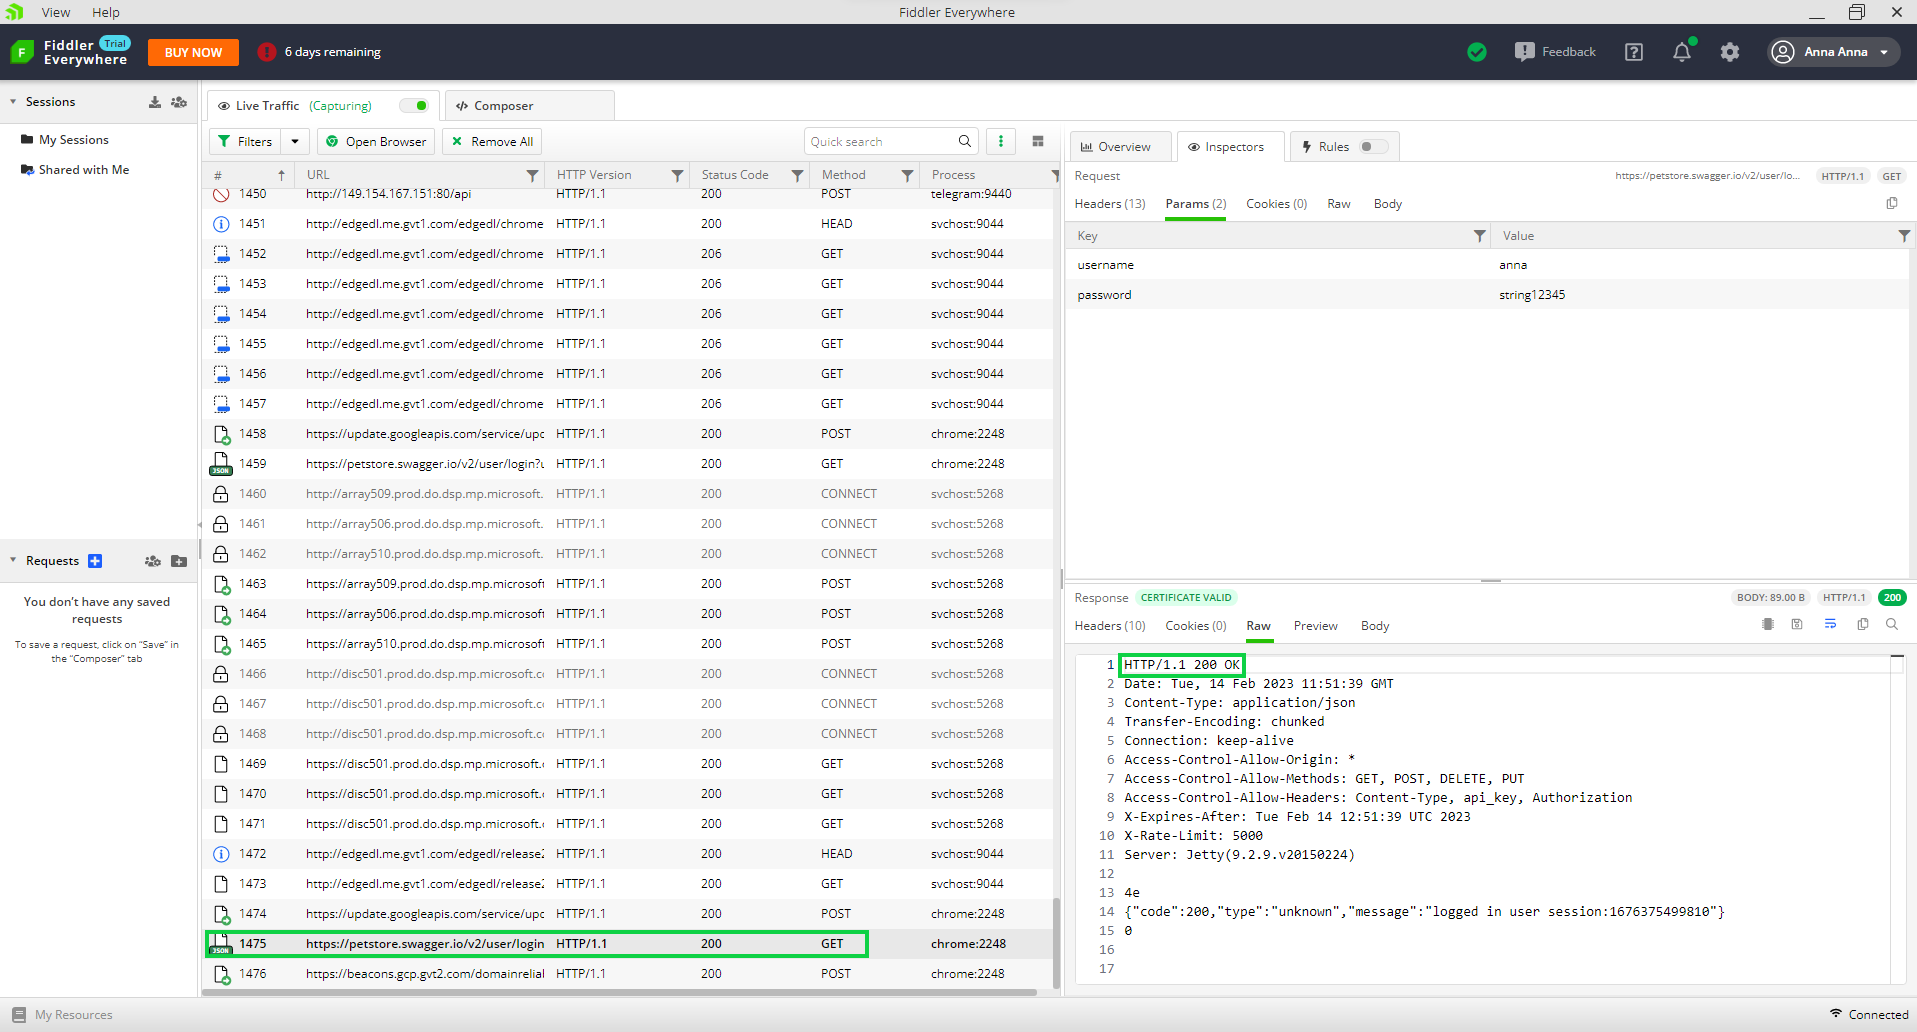 View Help Fiddler Everywhere
Fiddler Everywhere Trial BUY NOW 6 days remaining Feedback Anna Anna
Sessions
My Sessions
Shared with Me
Requests
You don't have any saved
requests
To save a request, click on "Save" in
the "Composer" tab
Live Traffic (Capturing) Composer
Filters Open Browser Remove All Quick search
# URL HTTP Version Status Code Method Process
1450 http://149.154.167.151:80/api HTTP/1.1 200 POST telegram:9440
1451 http://edgedl.me.gvt1.com/edgedl/chrome HTTP/1.1 200 HEAD svchost:9044
1452 http://edgedl.me.gvt1.com/edgedl/chrome HTTP/1.1 206 GET svchost:9044
1453 http://edgedl.me.gvt1.com/edgedl/chrome HTTP/1.1 206 GET svchost:9044
1454 http://edgedl.me.gvt1.com/edgedl/chrome HTTP/1.1 206 GET svchost:9044
1455 http://edgedl.me.gvt1.com/edgedl/chrome HTTP/1.1 206 GET svchost:9044
1456 http://edgedl.me.gvt1.com/edgedl/chrome HTTP/1.1 206 GET svchost:9044
1457 http://edgedl.me.gvt1.com/edgedl/chrome HTTP/1.1 206 GET svchost:9044
1458 https://update.googleapis.com/service/upd HTTP/1.1 200 POST chrome:2248
JSON 1459 https://petstore.swagger.io/v2/user/login?u HTTP/1.1 200 GET chrome:2248
1460 http://array509.prod.do.dsp.mp.microsoft. HTTP/1.1 200 CONNECT svchost:5268
1461 http://array506.prod.do.dsp.mp.microsoft. HTTP/1.1 200 CONNECT svchost:5268
1462 http://array510.prod.do.dsp.mp.microsoft. HTTP/1.1 200 CONNECT svchost:5268
1463 https://array509.prod.do.dsp.mp.microsoft HTTP/1.1 200 POST svchost:5268
1464 https://array506.prod.do.dsp.mp.microsoft HTTP/1.1 200 POST svchost:5268
1465 https://array510.prod.do.dsp.mp.microsoft HTTP/1.1 200 POST svchost:5268
1466 http://disc501.prod.do.dsp.mp.microsoft.c HTTP/1.1 200 CONNECT svchost:5268
1467 http://disc501.prod.do.dsp.mp.microsoft.c HTTP/1.1 200 CONNECT svchost:5268
1468 http://disc501.prod.do.dsp.mp.microsoft.c HTTP/1.1 200 CONNECT svchost:5268
1469 https://disc501.prod.do.dsp.mp.microsoft. HTTP/1.1 200 GET svchost:5268
1470 https://disc501.prod.do.dsp.mp.microsoft. HTTP/1.1 200 GET svchost:5268
1471 https://disc501.prod.do.dsp.mp.microsoft. HTTP/1.1 200 GET svchost:5268
1472 http://edgedl.me.gvt1.com/edgedl/release2 HTTP/1.1 200 HEAD svchost:9044
1473 http://edgedl.me.gvt1.com/edgedl/release2 HTTP/1.1 200 GET svchost:9044
1474 https://update.googleapis.com/service/upd HTTP/1.1 200 POST chrome:2248
JSON 1475 https://petstore.swagger.io/v2/user/login HTTP/1.1 200 GET chrome:2248
1476 https://beacons.gcp.gvt2.com/domainrelial HTTP/1.1 200 POST chrome:2248
Overview Inspectors Rules
Request https://petstore.swagger.io/v2/user/lo... HTTP/1.1 GET
Headers (13) Params (2) Cookies (0) Raw Body
Key Value
username anna
password string12345
Response CERTIFICATE VALID BODY: 89.00 B HTTP/1.1 200
Headers (10) Cookies (0) Raw Preview Body
1 HTTP/1.1 200 OK
2 Date: Tue, 14 Feb 2023 11:51:39 GMT
3 Content-Type: application/json
4 Transfer-Encoding: chunked
5 Connection: keep-alive
6 Access-Control-Allow-Origin: *
7 Access-Control-Allow-Methods: GET, POST, DELETE, PUT
8 Access-Control-Allow-Headers: Content-Type, api_key, Authorization
9 X-Expires-After: Tue Feb 14 12:51:39 UTC 2023
10 X-Rate-Limit: 5000
11 Server: Jetty(9.2.9.v20150224)
12
13 4e
14 {"code":200,"type":"unknown","message":"logged in user session:1676375499810"}
15 0
16
17
My Resources Connected